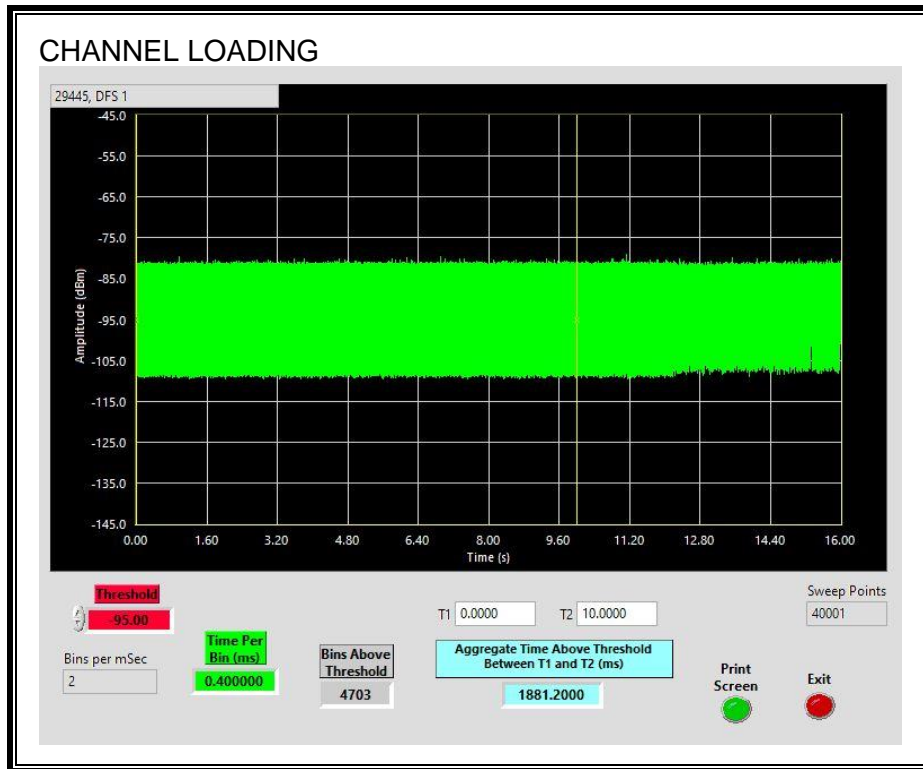 CHANNEL LOADING
29445, DFS 1
-45.0
-55.0
-65.0
-75.0
-85.0
-95.0
-105.0
-115.0
-125.0
-135.0
-145.0
Amplitude (dBm)
0.00 1.60 3.20 4.80 6.40 8.00 9.60 11.20 12.80 14.40 16.00
Time (s)
Threshold
-95.00
Bins per mSec
2
Time Per
Bin (ms)
0.400000
Bins Above
Threshold
4703
T1 0.0000 T2 10.0000
Aggregate Time Above Threshold
Between T1 and T2 (ms)
1881.2000
Sweep Points
40001
Print
Screen
Exit